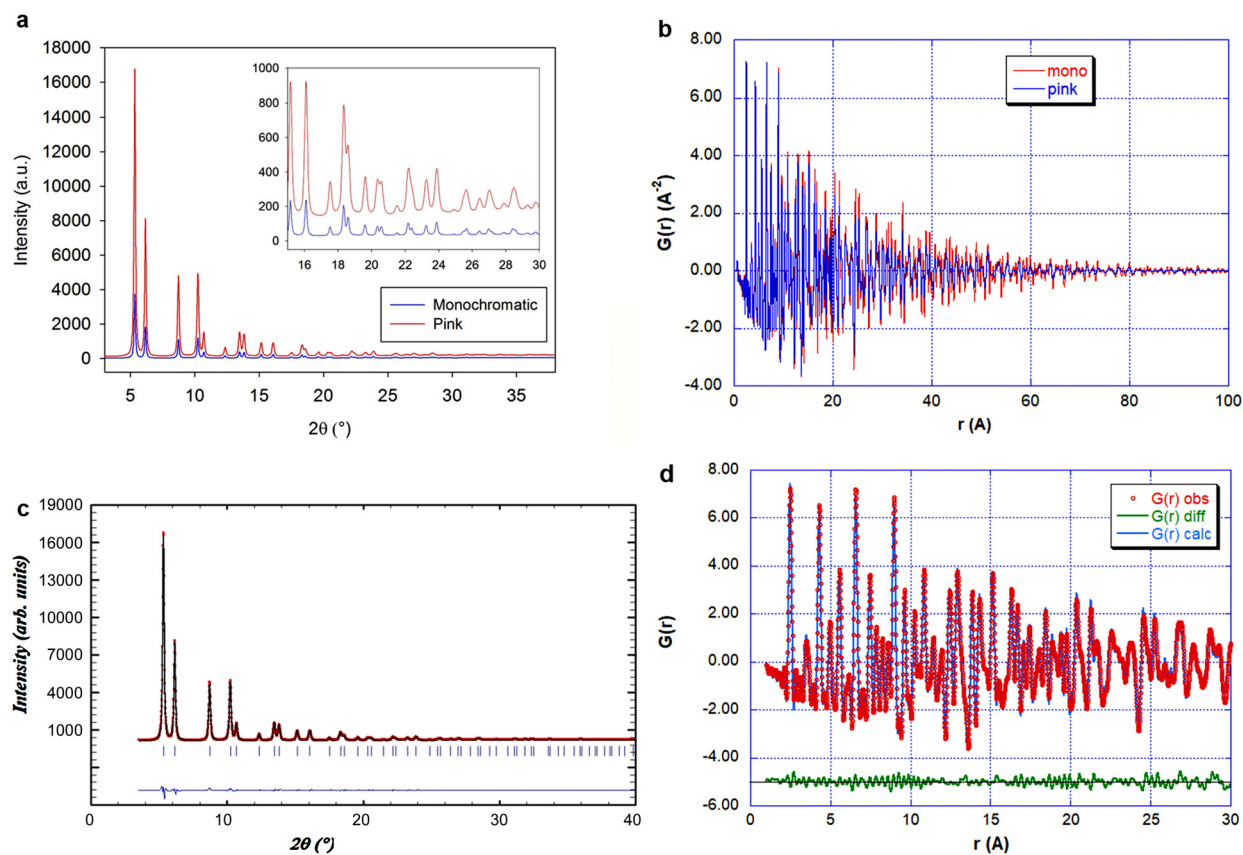 a
18000
16000
14000
12000
10000
8000
6000
4000
2000
0
Intensity (a.u.)
5 10 15 20 25 30 35
2θ (°)
1000
800
600
400
200
0
16 18 20 22 24 26 28 30
Monochromatic
Pink
b
8.00
6.00
4.00
2.00
0.00
-2.00
-4.00
G(r) (A⁻²)
0 20 40 60 80 100
r (A)
mono
pink
c
19000
16000
13000
10000
7000
4000
1000
Intensity (arb. units)
0 10 20 30 40
2θ (°)
d
8.00
6.00
4.00
2.00
0.00
-2.00
-4.00
-6.00
G(r)
0 5 10 15 20 25 30
r (A)
G(r) obs
G(r) diff
G(r) calc